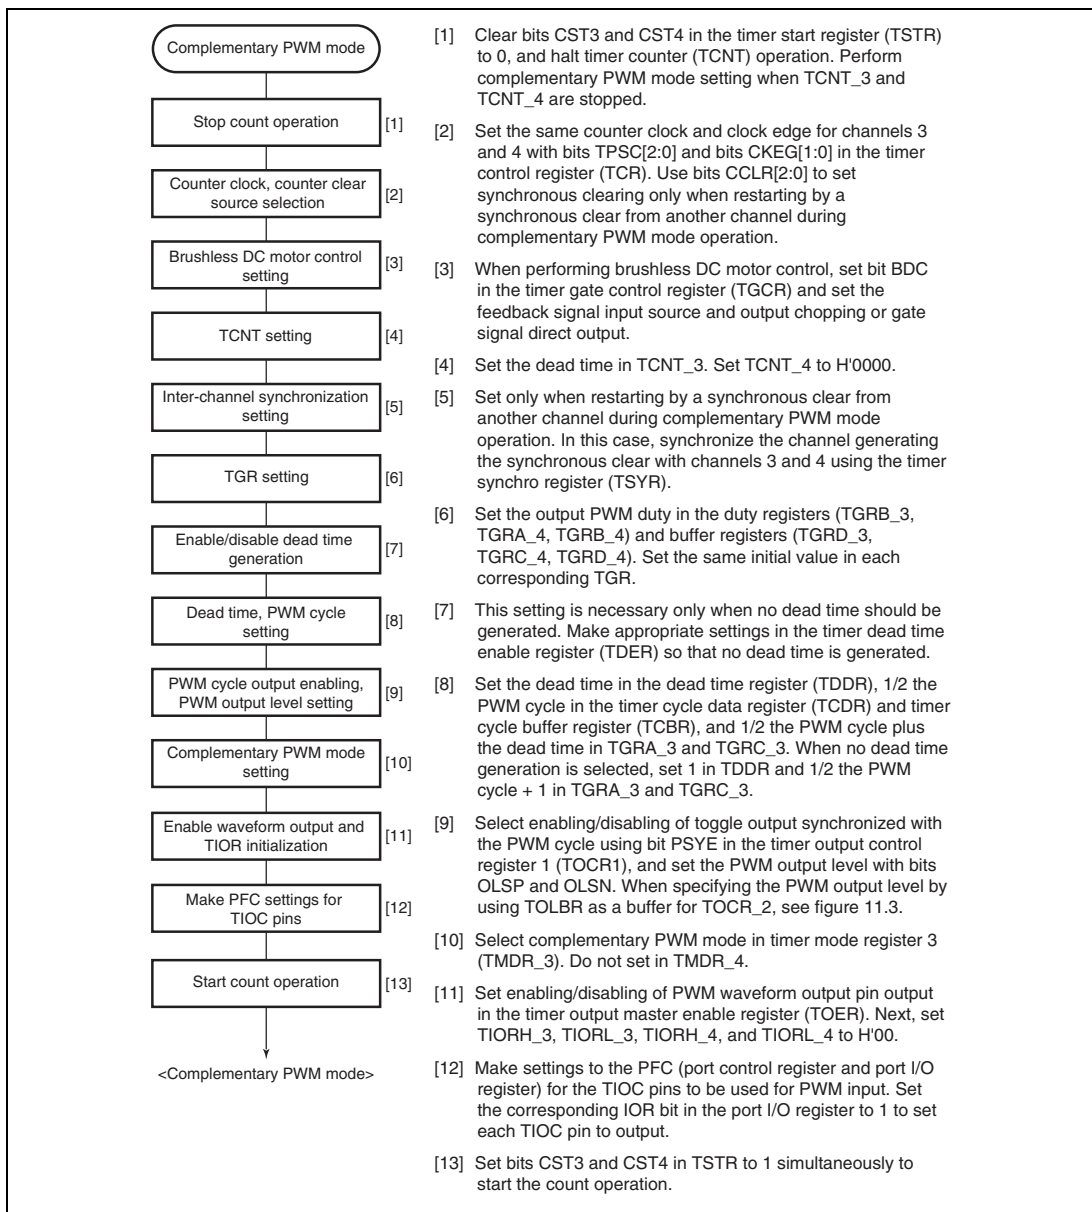 Complementary PWM mode
Stop count operation
[1]
Counter clock, counter clear
source selection
[2]
Brushless DC motor control
setting
[3]
TCNT setting
[4]
Inter-channel synchronization
setting
[5]
TGR setting
[6]
Enable/disable dead time
generation
[7]
Dead time, PWM cycle
setting
[8]
PWM cycle output enabling,
PWM output level setting
[9]
Complementary PWM mode
setting
[10]
Enable waveform output and
TIOR initialization
[11]
Make PFC settings for
TIOC pins
[12]
Start count operation
[13]
<Complementary PWM mode>
[1] Clear bits CST3 and CST4 in the timer start register (TSTR)
to 0, and halt timer counter (TCNT) operation. Perform
complementary PWM mode setting when TCNT_3 and
TCNT_4 are stopped.
[2] Set the same counter clock and clock edge for channels 3
and 4 with bits TPSC[2:0] and bits CKEG[1:0] in the timer
control register (TCR). Use bits CCLR[2:0] to set
synchronous clearing only when restarting by a
synchronous clear from another channel during
complementary PWM mode operation.
[3] When performing brushless DC motor control, set bit BDC
in the timer gate control register (TGCR) and set the
feedback signal input source and output chopping or gate
signal direct output.
[4] Set the dead time in TCNT_3. Set TCNT_4 to H'0000.
[5] Set only when restarting by a synchronous clear from
another channel during complementary PWM mode
operation. In this case, synchronize the channel generating
the synchronous clear with channels 3 and 4 using the timer
synchro register (TSYR).
[6] Set the output PWM duty in the duty registers (TGRB_3,
TGRA_4, TGRB_4) and buffer registers (TGRD_3,
TGRC_4, TGRD_4). Set the same initial value in each
corresponding TGR.
[7] This setting is necessary only when no dead time should be
generated. Make appropriate settings in the timer dead time
enable register (TDER) so that no dead time is generated.
[8] Set the dead time in the dead time register (TDDR), 1/2 the
PWM cycle in the timer cycle data register (TCDR) and timer
cycle buffer register (TCBR), and 1/2 the PWM cycle plus
the dead time in TGRA_3 and TGRC_3. When no dead time
generation is selected, set 1 in TDDR and 1/2 the PWM
cycle + 1 in TGRA_3 and TGRC_3.
[9] Select enabling/disabling of toggle output synchronized with
the PWM cycle using bit PSYE in the timer output control
register 1 (TOCR1), and set the PWM output level with bits
OLSP and OLSN. When specifying the PWM output level by
using TOLBR as a buffer for TOCR_2, see figure 11.3.
[10] Select complementary PWM mode in timer mode register 3
(TMDR_3). Do not set in TMDR_4.
[11] Set enabling/disabling of PWM waveform output pin output
in the timer output master enable register (TOER). Next, set
TIORH_3, TIORL_3, TIORH_4, and TIORL_4 to H'00.
[12] Make settings to the PFC (port control register and port I/O
register) for the TIOC pins to be used for PWM input. Set
the corresponding IOR bit in the port I/O register to 1 to set
each TIOC pin to output.
[13] Set bits CST3 and CST4 in TSTR to 1 simultaneously to
start the count operation.